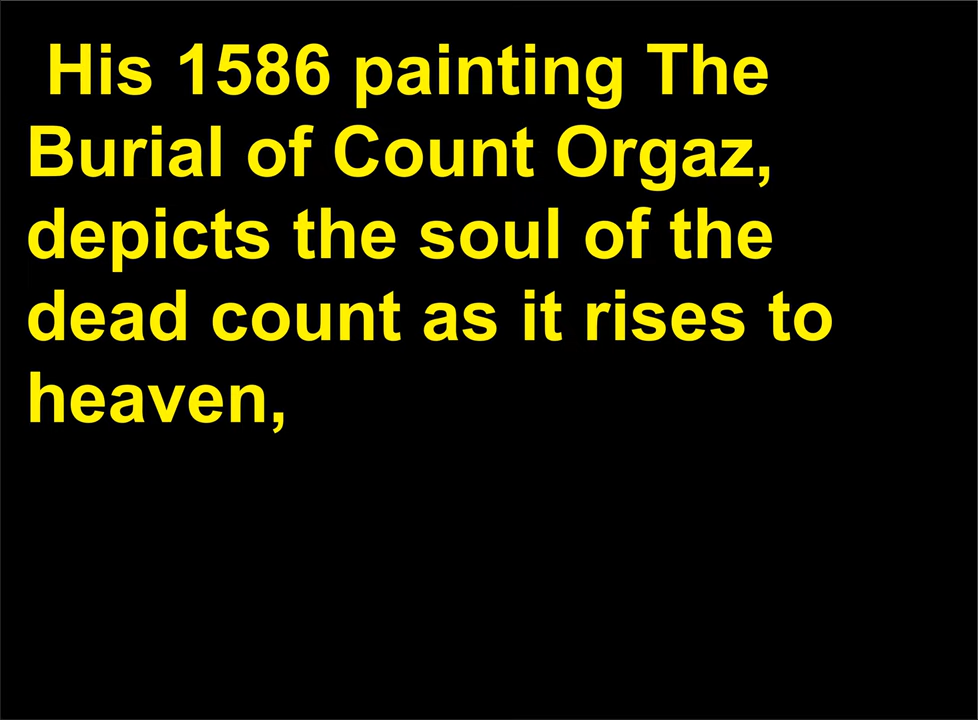 His 1586 painting The
Burial of Count Orgaz,
depicts the soul of the
dead count as it rises to
heaven,